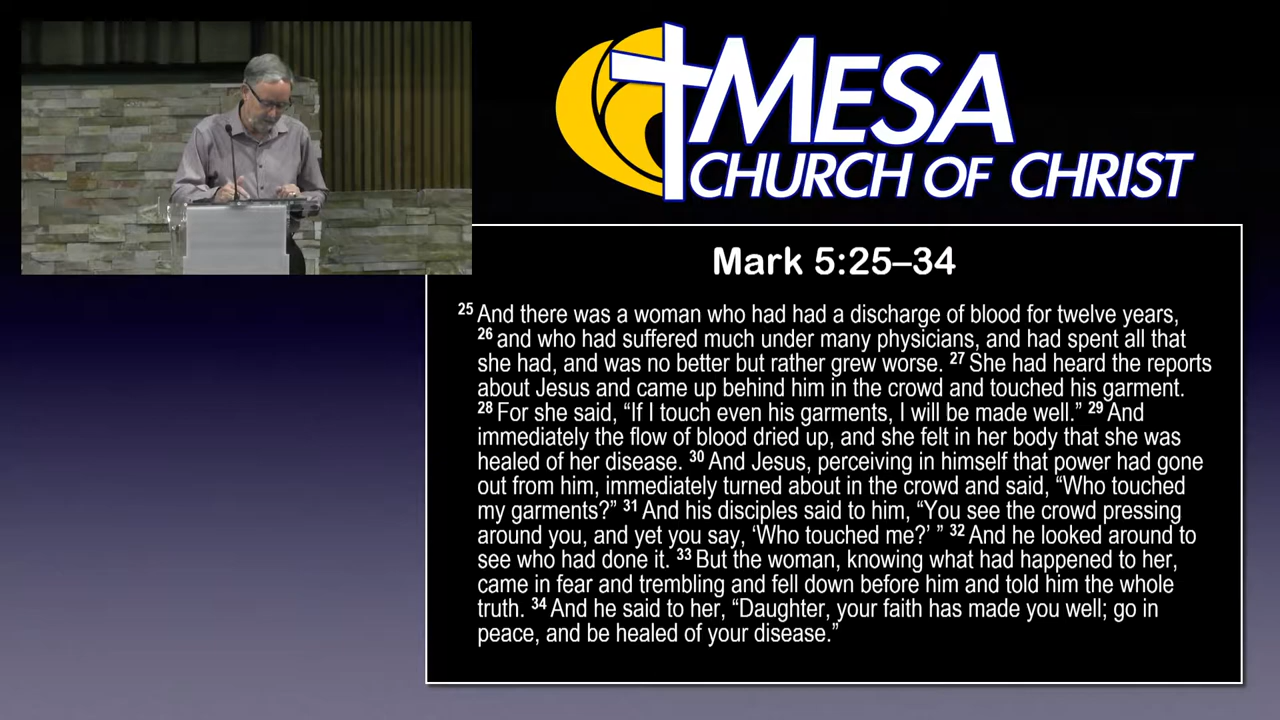 MESA
CHURCH OF CHRIST
Mark 5:25–34
25 And there was a woman who had had a discharge of blood for twelve years,
26 and who had suffered much under many physicians, and had spent all that
she had, and was no better but rather grew worse. 27 She had heard the reports
about Jesus and came up behind him in the crowd and touched his garment.
28 For she said, “If I touch even his garments, I will be made well.” 29 And
immediately the flow of blood dried up, and she felt in her body that she was
healed of her disease. 30 And Jesus, perceiving in himself that power had gone
out from him, immediately turned about in the crowd and said, “Who touched
my garments?” 31 And his disciples said to him, “You see the crowd pressing
around you, and yet you say, ‘Who touched me?’ ” 32 And he looked around to
see who had done it. 33 But the woman, knowing what had happened to her,
came in fear and trembling and fell down before him and told him the whole
truth. 34 And he said to her, “Daughter, your faith has made you well; go in
peace, and be healed of your disease.”